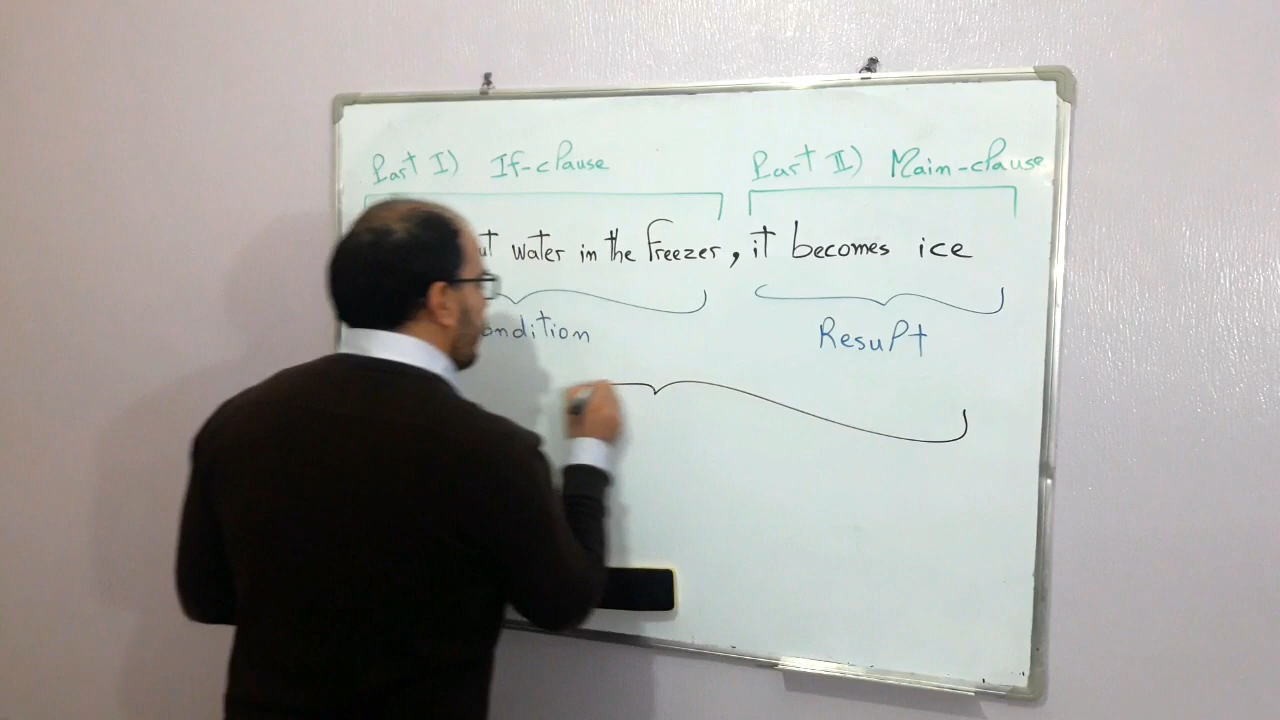 Part I) If-clause Part II) Main-clause
ut water in the freezer, it becomes ice
ondition Result